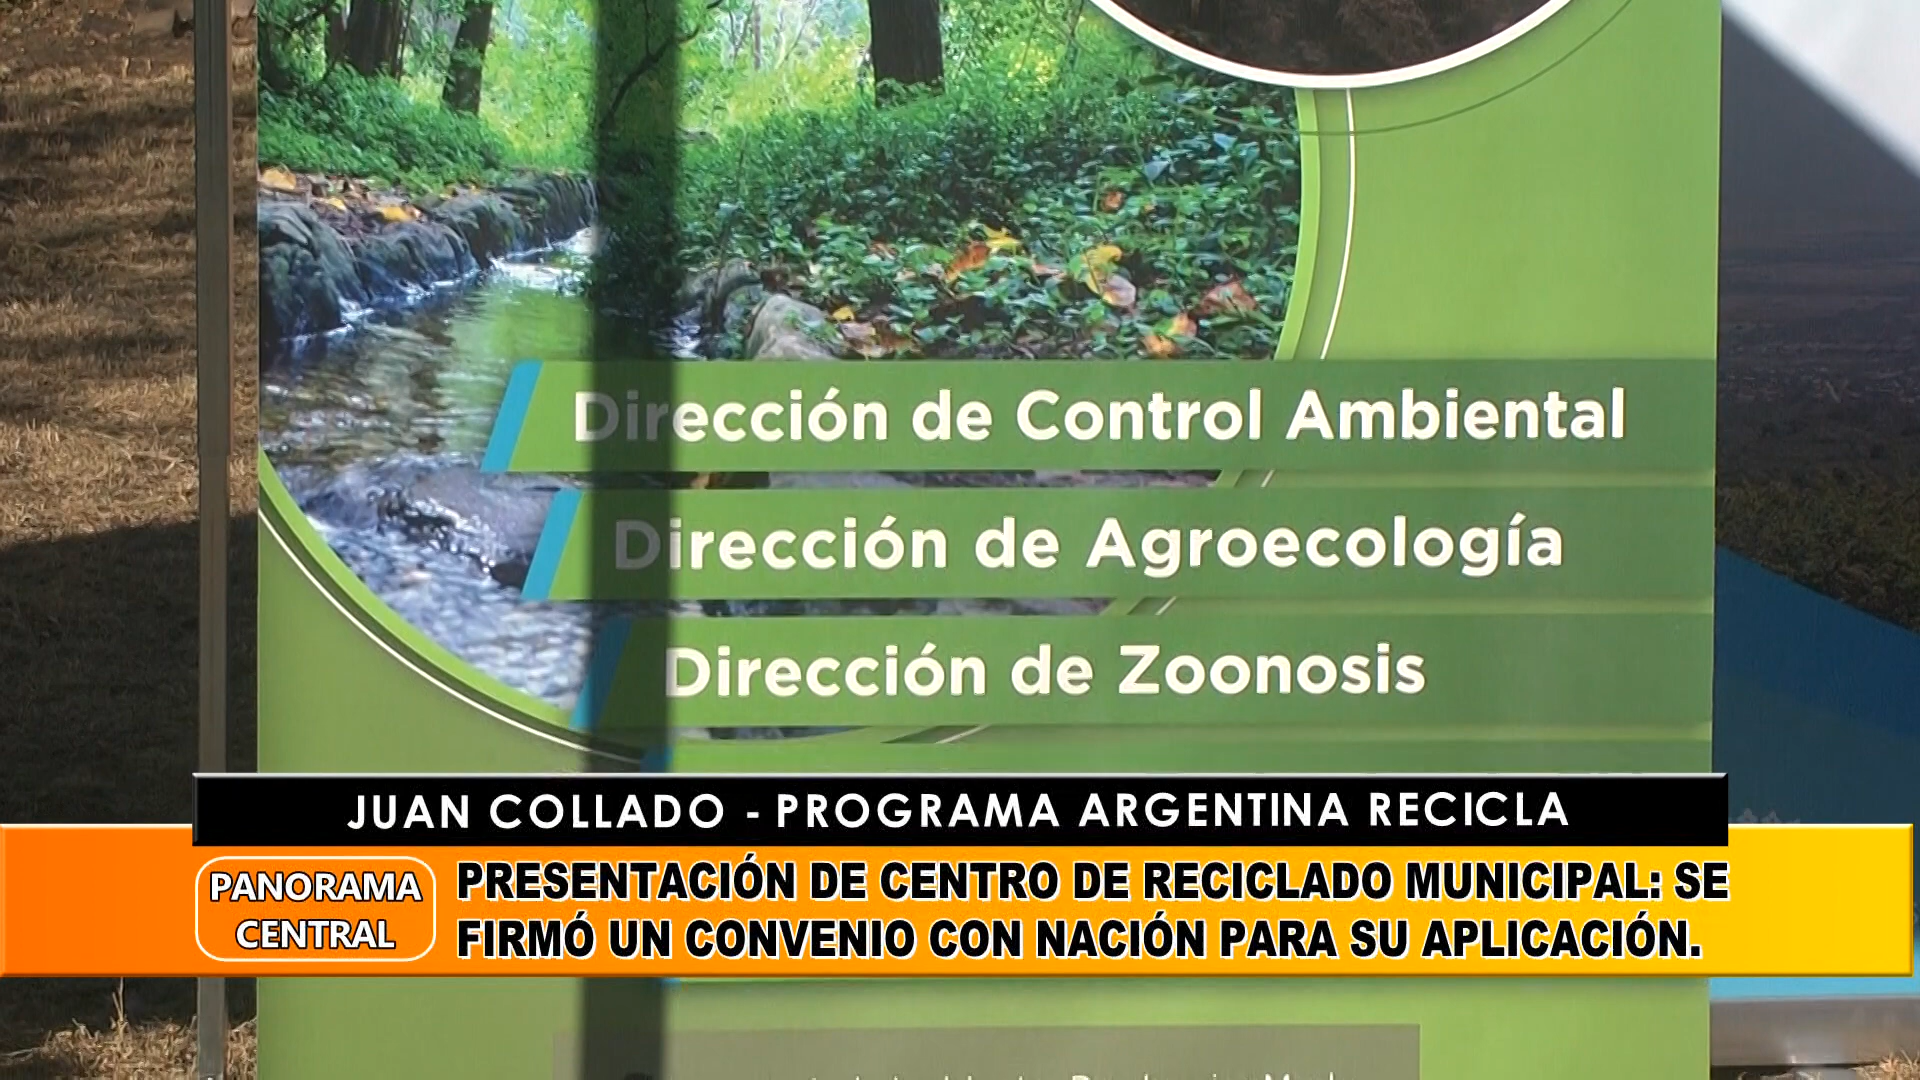 Dirección de Control Ambiental
Dirección de Agroecología
Dirección de Zoonosis
JUAN COLLADO - PROGRAMA ARGENTINA RECICLA
PANORAMA
CENTRAL
PRESENTACIÓN DE CENTRO DE RECICLADO MUNICIPAL: SE
FIRMÓ UN CONVENIO CON NACIÓN PARA SU APLICACIÓN.